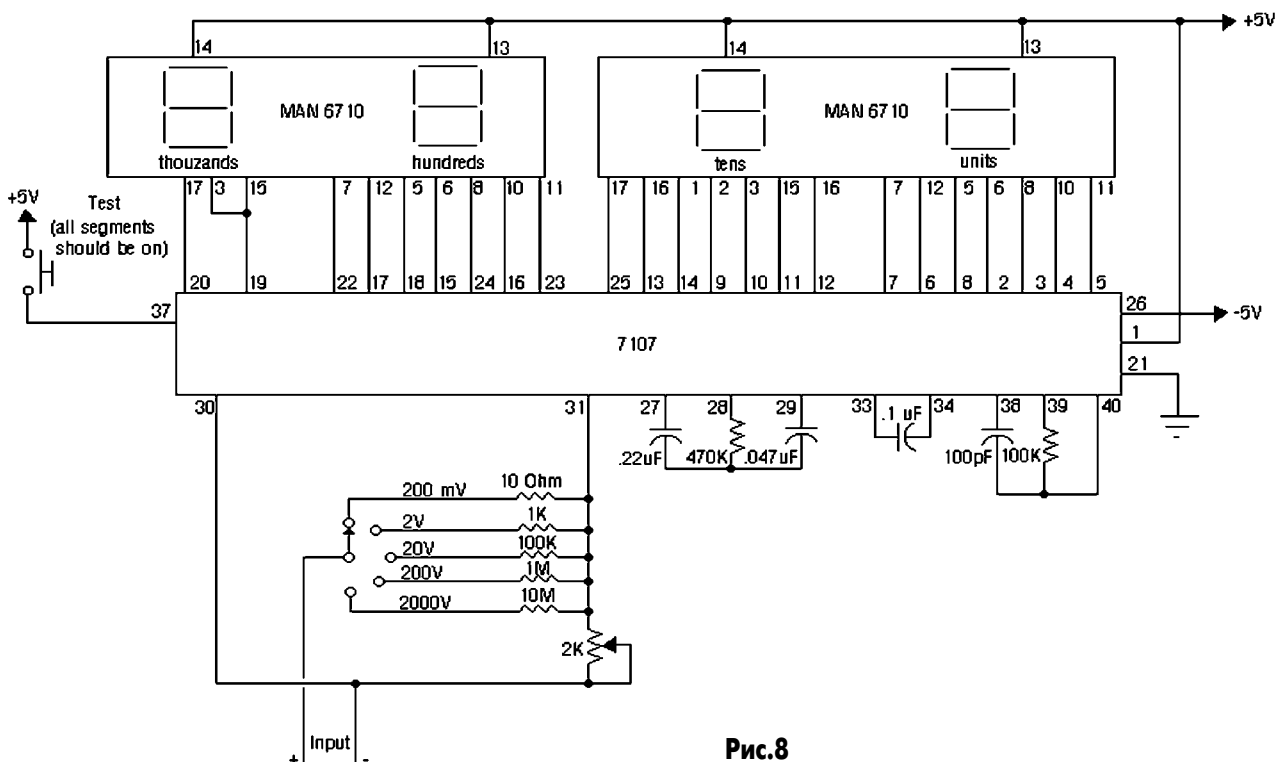 +5V
14 13 14 13
MAN 6710 MAN 6710
thouzands hundreds tens units
17 3 15 7 12 5 6 8 10 11 17 16 1 2 3 15 16 7 12 5 6 8 10 11
+5V
Test
(all segments
should be on)
20 19 22 17 18 15 24 16 23 25 13 14 9 10 11 12 7 6 8 2 3 4 5
37
7107
26
-5V
1
21
30 31 27 28 29 33 34 38 39 40
.1 uF
.22uF 470K .047uF 100pF 100K
200 mV 10 Ohm
2V 1K
20V 100K
200V 1M
2000V 10M
2K
+ Input -
Рис.8